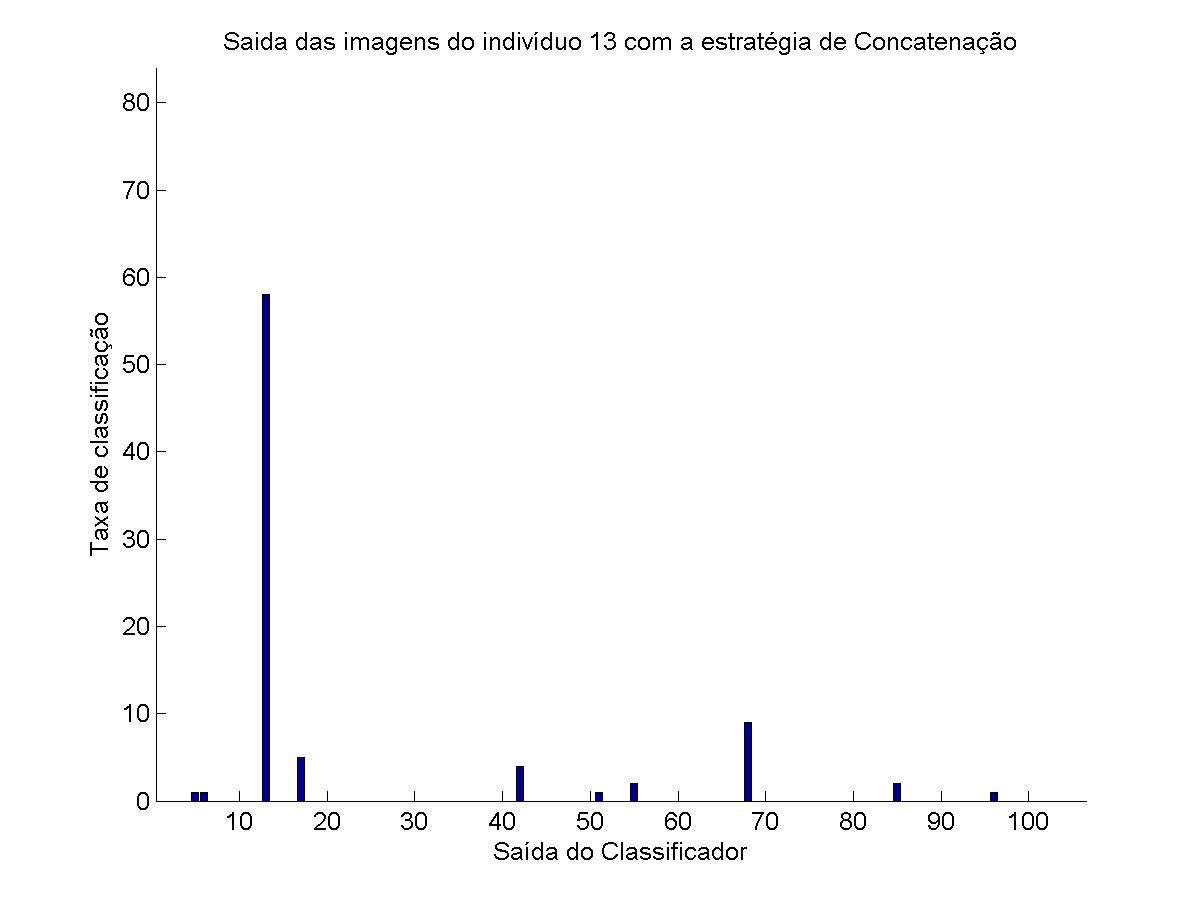 Saida das imagens do indivíduo 13 com a estratégia de Concatenação
80
70
60
50
40
30
20
10
0
Taxa de classificação
10 20 30 40 50 60 70 80 90 100
Saída do Classificador